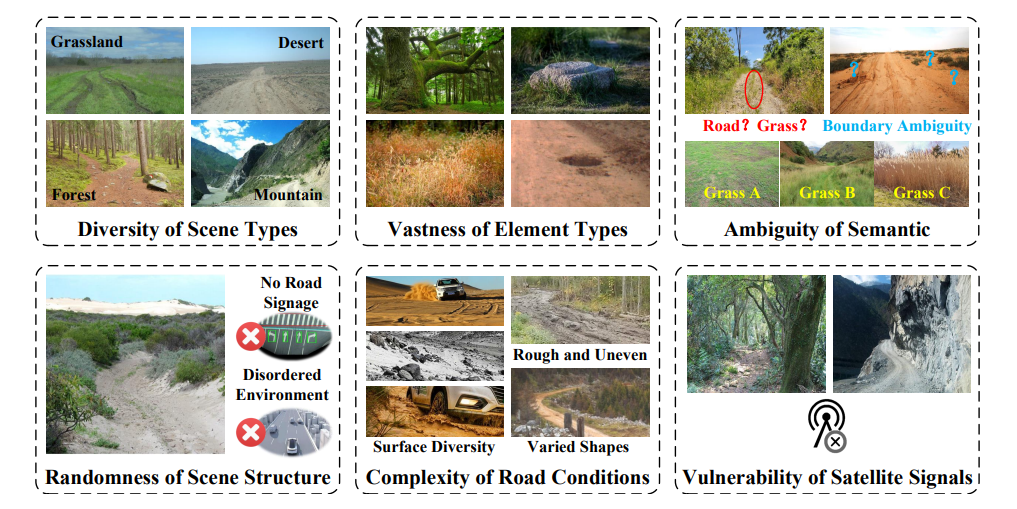 Grassland
Desert
Forest
Mountain
Diversity of Scene Types
Vastness of Element Types
Road? Grass?
?
?
?
Boundary Ambiguity
Grass A
Grass B
Grass C
Ambiguity of Semantic
No Road
Signage
Disordered
Environment
Randomness of Scene Structure
Rough and Uneven
Surface Diversity
Varied Shapes
Complexity of Road Conditions
Vulnerability of Satellite Signals